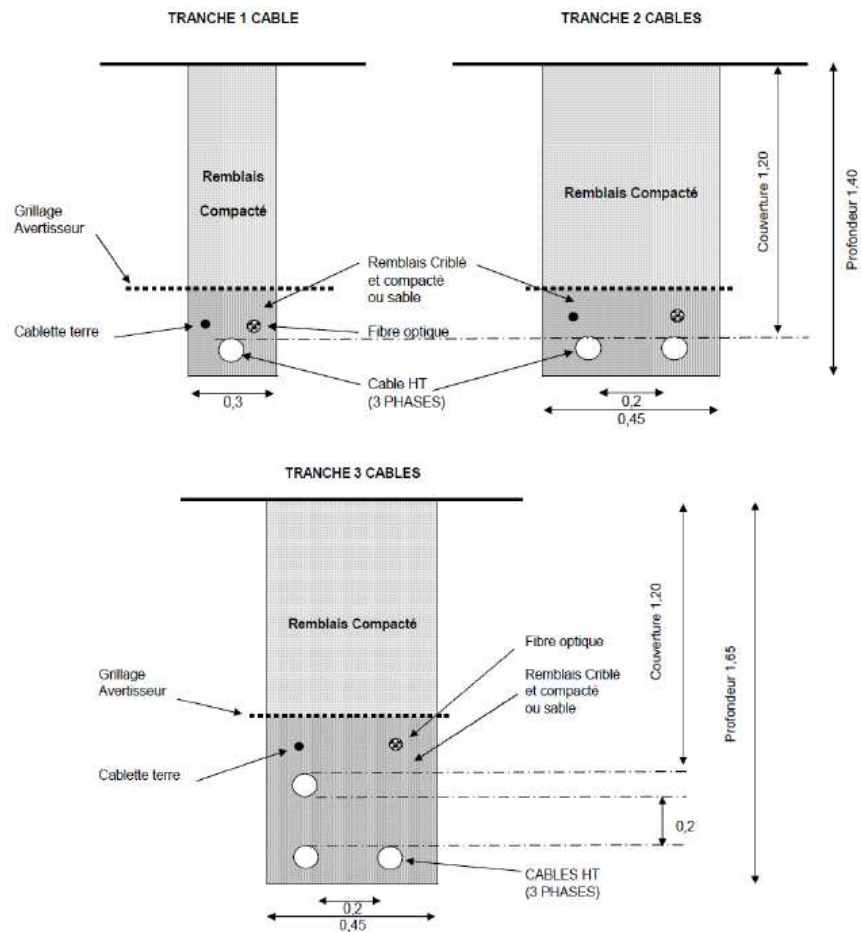 TRANCHE 1 CABLE
TRANCHE 2 CABLES
Remblais
Compacté
Remblais Compacté
Couverture 1,20
Profondeur 1,40
Grillage
Avertisseur
Remblais Criblé
et compacté
ou sable
Cablette terre
Fibre optique
Cable HT
(3 PHASES)
0,3
0,2
0,45
TRANCHE 3 CABLES
Remblais Compacté
Couverture 1,20
Profondeur 1,65
Fibre optique
Grillage
Avertisseur
Remblais Criblé
et compacté
ou sable
Cablette terre
0,2
CABLES HT
(3 PHASES)
0,2
0,45